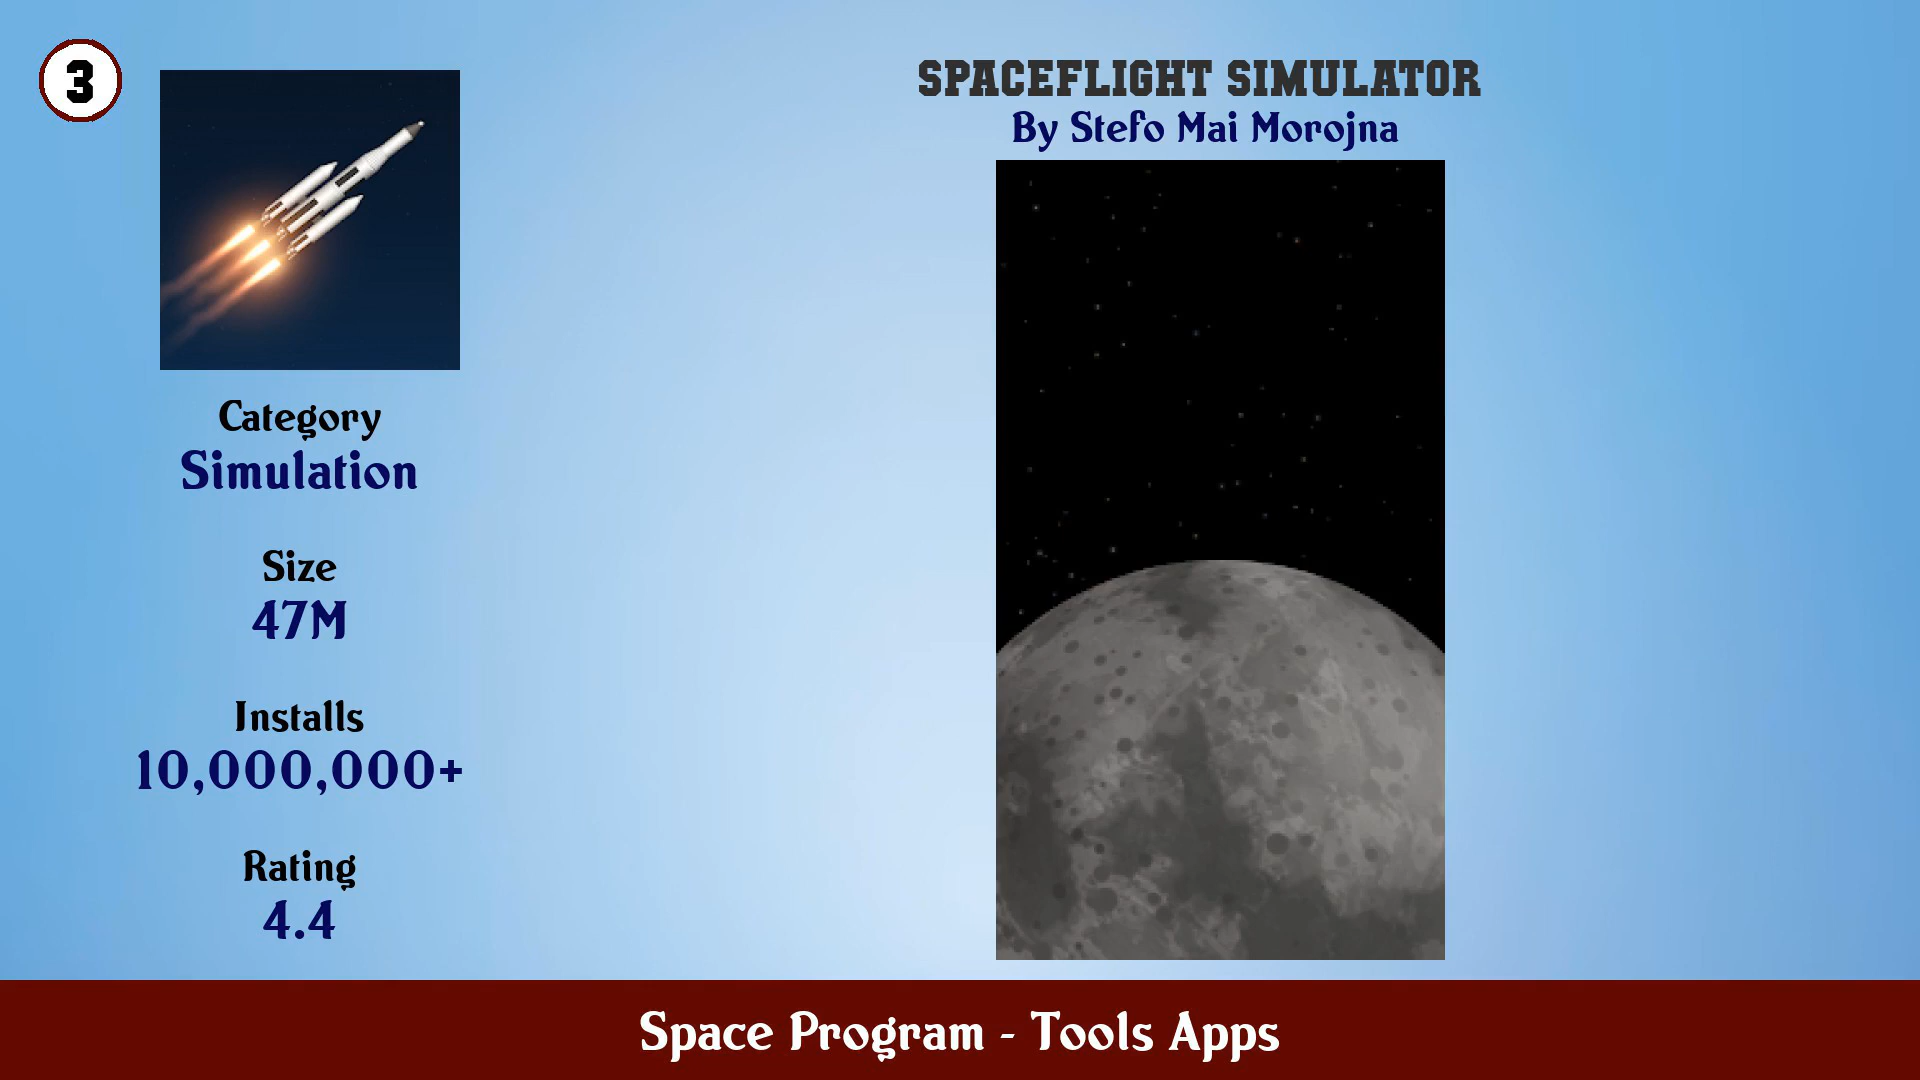 3
SPACEFLIGHT SIMULATOR
By Stefo Mai Morojna
Category
Simulation
Size
47M
Installs
10,000,000+
Rating
4.4
Space Program - Tools Apps